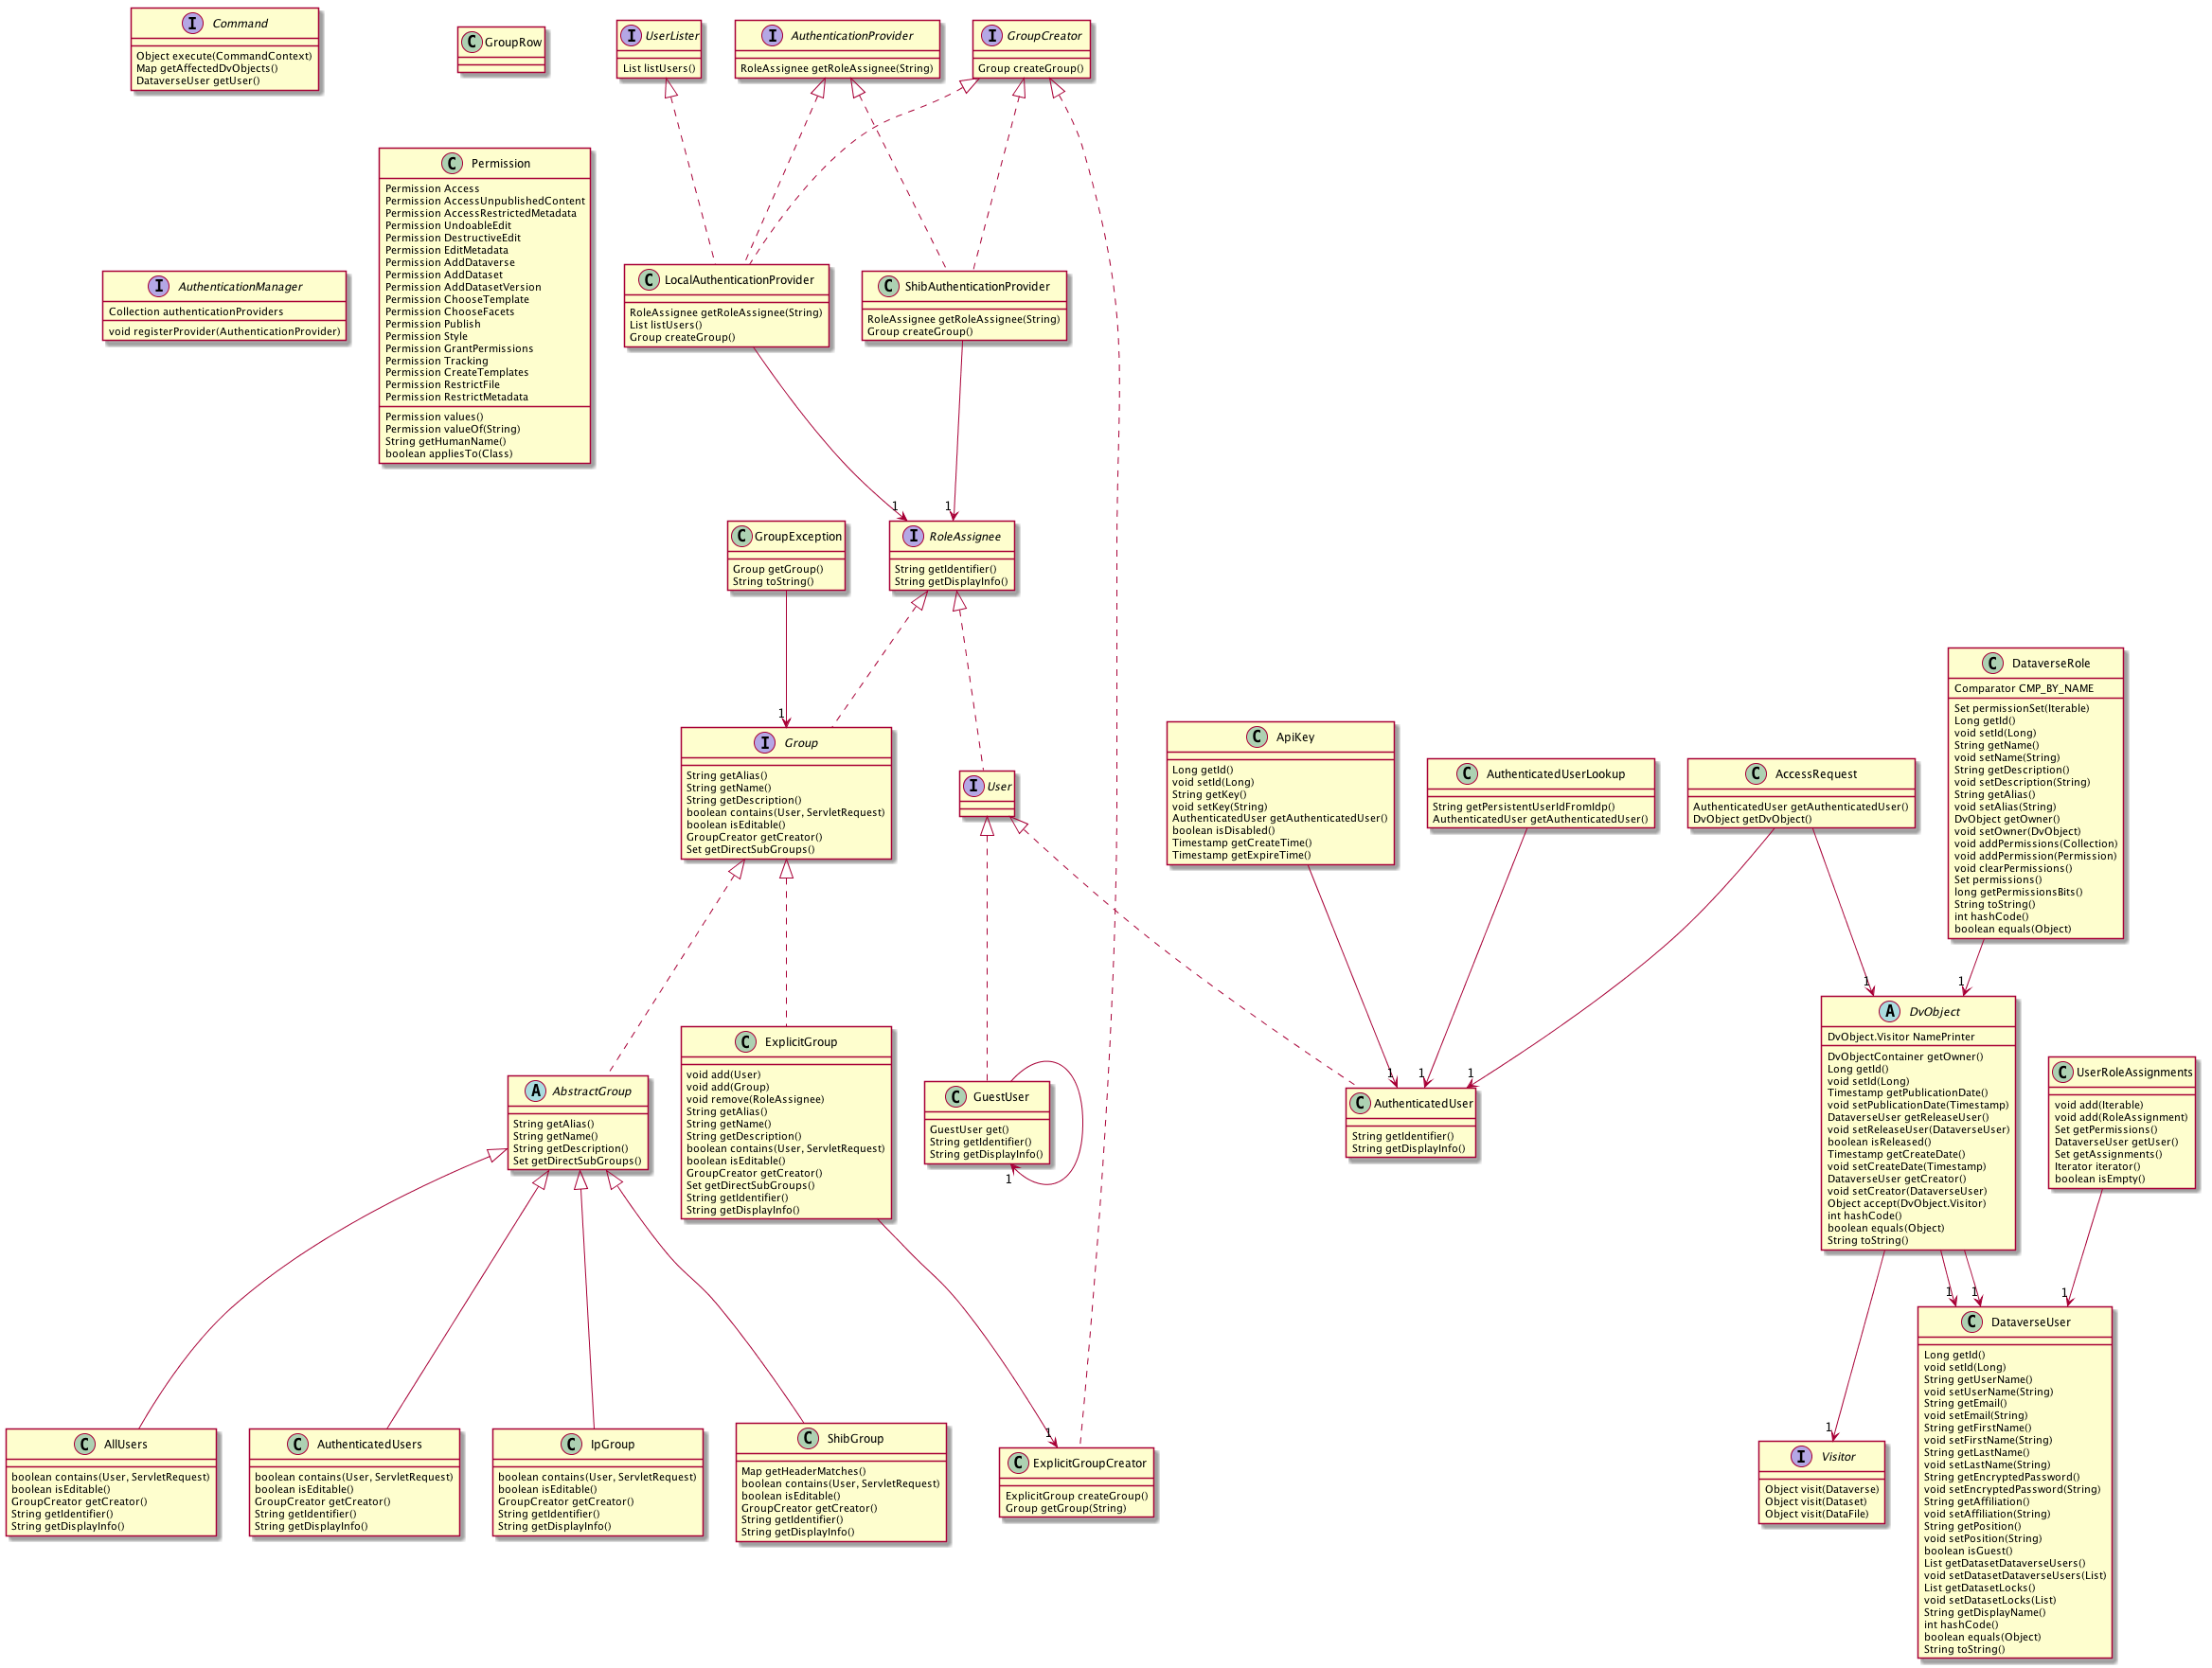 I Command
Object execute(CommandContext)
Map getAffectedDvObjects()
DataverseUser getUser()
C GroupRow
I UserLister
List listUsers()
I AuthenticationProvider
RoleAssignee getRoleAssignee(String)
I GroupCreator
Group createGroup()
C Permission
Permission Access
Permission AccessUnpublishedContent
Permission AccessRestrictedMetadata
Permission UndoableEdit
Permission DestructiveEdit
Permission EditMetadata
Permission AddDataverse
Permission AddDataset
Permission AddDatasetVersion
Permission ChooseTemplate
Permission ChooseFacets
Permission Publish
Permission Style
Permission GrantPermissions
Permission Tracking
Permission CreateTemplates
Permission RestrictFile
Permission RestrictMetadata
Permission values()
Permission valueOf(String)
String getHumanName()
boolean appliesTo(Class)
I AuthenticationManager
Collection authenticationProviders
void registerProvider(AuthenticationProvider)
C LocalAuthenticationProvider
RoleAssignee getRoleAssignee(String)
List listUsers()
Group createGroup()
C ShibAuthenticationProvider
RoleAssignee getRoleAssignee(String)
Group createGroup()
1
1
C GroupException
Group getGroup()
String toString()
I RoleAssignee
String getIdentifier()
String getDisplayInfo()
1
I Group
String getAlias()
String getName()
String getDescription()
boolean contains(User, ServletRequest)
boolean isEditable()
GroupCreator getCreator()
Set getDirectSubGroups()
I User
C ApiKey
Long getId()
void setId(Long)
String getKey()
void setKey(String)
AuthenticatedUser getAuthenticatedUser()
boolean isDisabled()
Timestamp getCreateTime()
Timestamp getExpireTime()
C AuthenticatedUserLookup
String getPersistentUserIdFromIdp()
AuthenticatedUser getAuthenticatedUser()
C AccessRequest
AuthenticatedUser getAuthenticatedUser()
DvObject getDvObject()
C DataverseRole
Comparator CMP_BY_NAME
Set permissionSet(Iterable)
Long getId()
void setId(Long)
String getName()
void setName(String)
String getDescription()
void setDescription(String)
String getAlias()
void setAlias(String)
DvObject getOwner()
void setOwner(DvObject)
void addPermissions(Collection)
void addPermission(Permission)
void clearPermissions()
Set permissions()
long getPermissionsBits()
String toString()
int hashCode()
boolean equals(Object)
1
1
A AbstractGroup
String getAlias()
String getName()
String getDescription()
Set getDirectSubGroups()
C ExplicitGroup
void add(User)
void add(Group)
void remove(RoleAssignee)
String getAlias()
String getName()
String getDescription()
boolean contains(User, ServletRequest)
boolean isEditable()
GroupCreator getCreator()
Set getDirectSubGroups()
String getIdentifier()
String getDisplayInfo()
C GuestUser
GuestUser get()
String getIdentifier()
String getDisplayInfo()
1
1
1
1
C AuthenticatedUser
String getIdentifier()
String getDisplayInfo()
A DvObject
DvObject.Visitor NamePrinter
DvObjectContainer getOwner()
Long getId()
void setId(Long)
Timestamp getPublicationDate()
void setPublicationDate(Timestamp)
DataverseUser getReleaseUser()
void setReleaseUser(DataverseUser)
boolean isReleased()
Timestamp getCreateDate()
void setCreateDate(Timestamp)
DataverseUser getCreator()
void setCreator(DataverseUser)
Object accept(DvObject.Visitor)
int hashCode()
boolean equals(Object)
String toString()
C UserRoleAssignments
void add(Iterable)
void add(RoleAssignment)
Set getPermissions()
DataverseUser getUser()
Set getAssignments()
Iterator iterator()
boolean isEmpty()
1
1
1
1
1
C AllUsers
boolean contains(User, ServletRequest)
boolean isEditable()
GroupCreator getCreator()
String getIdentifier()
String getDisplayInfo()
C AuthenticatedUsers
boolean contains(User, ServletRequest)
boolean isEditable()
GroupCreator getCreator()
String getIdentifier()
String getDisplayInfo()
C IpGroup
boolean contains(User, ServletRequest)
boolean isEditable()
GroupCreator getCreator()
String getIdentifier()
String getDisplayInfo()
C ShibGroup
Map getHeaderMatches()
boolean contains(User, ServletRequest)
boolean isEditable()
GroupCreator getCreator()
String getIdentifier()
String getDisplayInfo()
C ExplicitGroupCreator
ExplicitGroup createGroup()
Group getGroup(String)
I Visitor
Object visit(Dataverse)
Object visit(Dataset)
Object visit(DataFile)
C DataverseUser
Long getId()
void setId(Long)
String getUserName()
void setUserName(String)
String getEmail()
void setEmail(String)
String getFirstName()
void setFirstName(String)
String getLastName()
void setLastName(String)
String getEncryptedPassword()
void setEncryptedPassword(String)
String getAffiliation()
void setAffiliation(String)
String getPosition()
void setPosition(String)
boolean isGuest()
List getDatasetDataverseUsers()
void setDatasetDataverseUsers(List)
List getDatasetLocks()
void setDatasetLocks(List)
String getDisplayName()
int hashCode()
boolean equals(Object)
String toString()